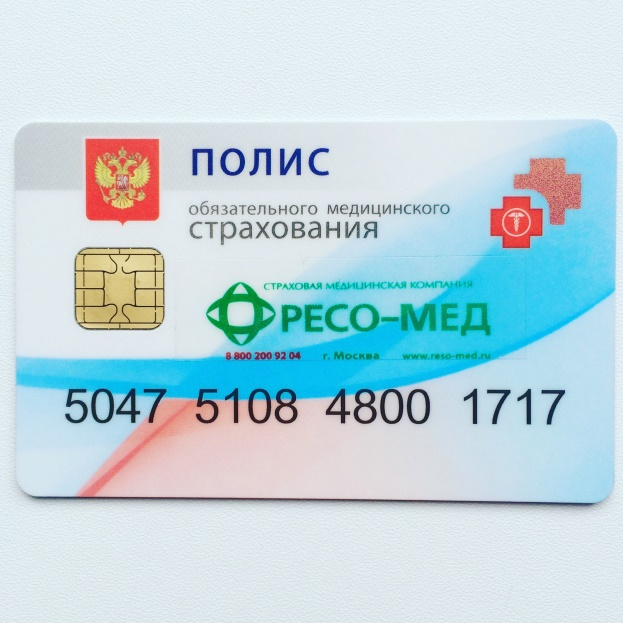 ПОЛИС
обязательного медицинского
страхования
СТРАХОВАЯ МЕДИЦИНСКАЯ КОМПАНИЯ
РЕСО-МЕД
8 800 200 92 04 г. Москва www.reso-med.ru
5047 5108 4800 1717